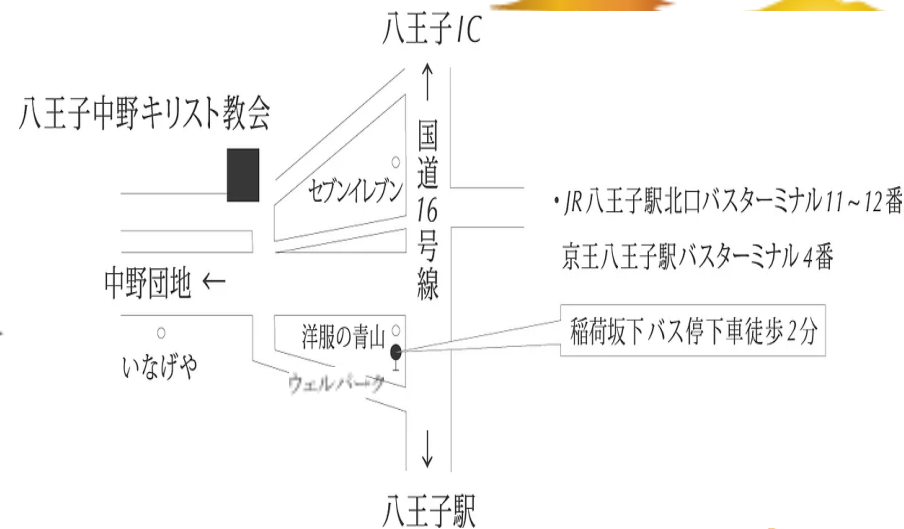 八王子IC
八王子中野キリスト教会
国道16号線
セブンイレブン
・JR八王子駅北口バスターミナル11~12番
京王八王子駅バスターミナル4番
中野団地 ←
洋服の青山
稲荷坂下バス停下車徒歩2分
いなげや
ウェルパーク
八王子駅